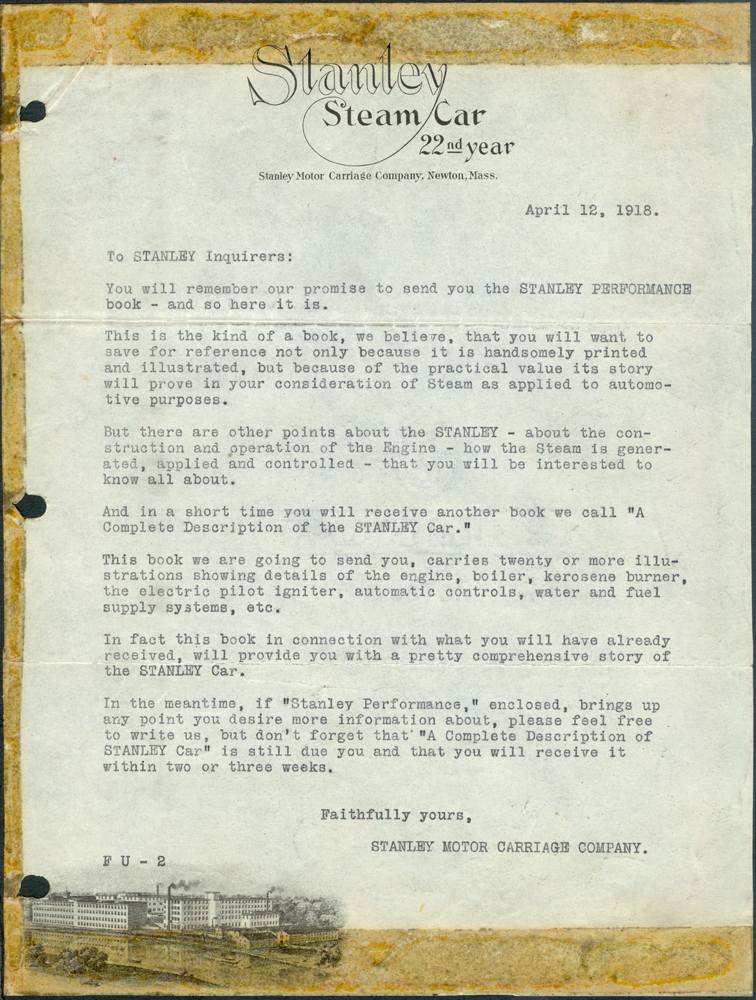 Stanley
Steam Car
22nd year
Stanley Motor Carriage Company, Newton, Mass.
April 12, 1918.
To STANLEY Inquirers:
You will remember our promise to send you the STANLEY PERFORMANCE
book - and so here it is.
This is the kind of a book, we believe, that you will want to
save for reference not only because it is handsomely printed
and illustrated, but because of the practical value its story
will prove in your consideration of Steam as applied to automo-
tive purposes.
But there are other points about the STANLEY - about the con-
struction and operation of the Engine - how the Steam is gener-
ated, applied and controlled - that you will be interested to
know all about.
And in a short time you will receive another book we call "A
Complete Description of the STANLEY Car."
This book we are going to send you, carries twenty or more illu-
strations showing details of the engine, boiler, kerosene burner,
the electric pilot igniter, automatic controls, water and fuel
supply systems, etc.
In fact this book in connection with what you will have already
received, will provide you with a pretty comprehensive story of
the STANLEY Car.
In the meantime, if "Stanley Performance," enclosed, brings up
any point you desire more information about, please feel free
to write us, but don't forget that "A Complete Description of
STANLEY Car" is still due you and that you will receive it
within two or three weeks.
Faithfully yours,
STANLEY MOTOR CARRIAGE COMPANY.
F U - 2